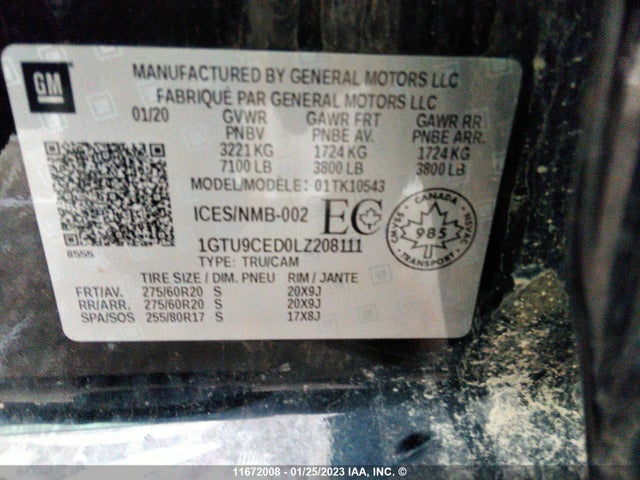 GM
MANUFACTURED BY GENERAL MOTORS LLC
FABRIQUÉ PAR GENERAL MOTORS LLC
01/20 GVWR GAWR FRT GAWR RR
PNBV PNBE AV. PNBE ARR.
3221 KG 1724 KG 1724 KG
7100 LB 3800 LB 3800 LB
MODEL/MODÈLE: 01TK10543
ICES/NMB-002 EC
1GTU9CED0LZ208111
8555
TYPE: TRU/CAM
CANADA
985
TRANSPORT
TIRE SIZE / DIM. PNEU RIM / JANTE
FRT/AV. 275/60R20 S 20X9J
RR/ARR. 275/60R20 S 20X9J
SPA/SOS 255/80R17 S 17X8J
11672008 - 01/25/2023 IAA, INC. ©